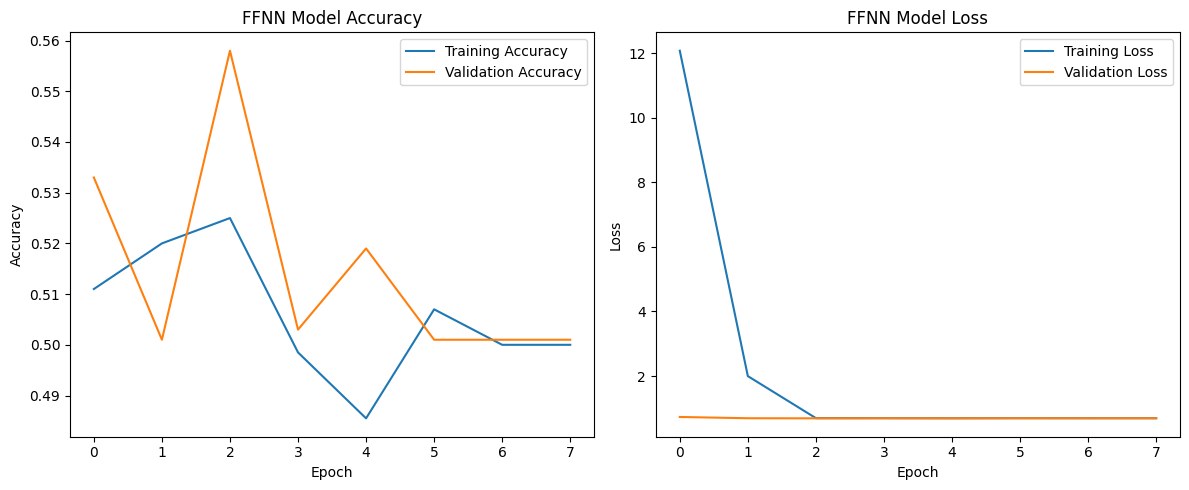 FFNN Model Accuracy
Training Accuracy
Validation Accuracy
0.56
0.55
0.54
0.53
0.52
0.51
0.50
0.49
Accuracy
0 1 2 3 4 5 6 7
Epoch
FFNN Model Loss
Training Loss
Validation Loss
12
10
8
6
4
2
Loss
0 1 2 3 4 5 6 7
Epoch